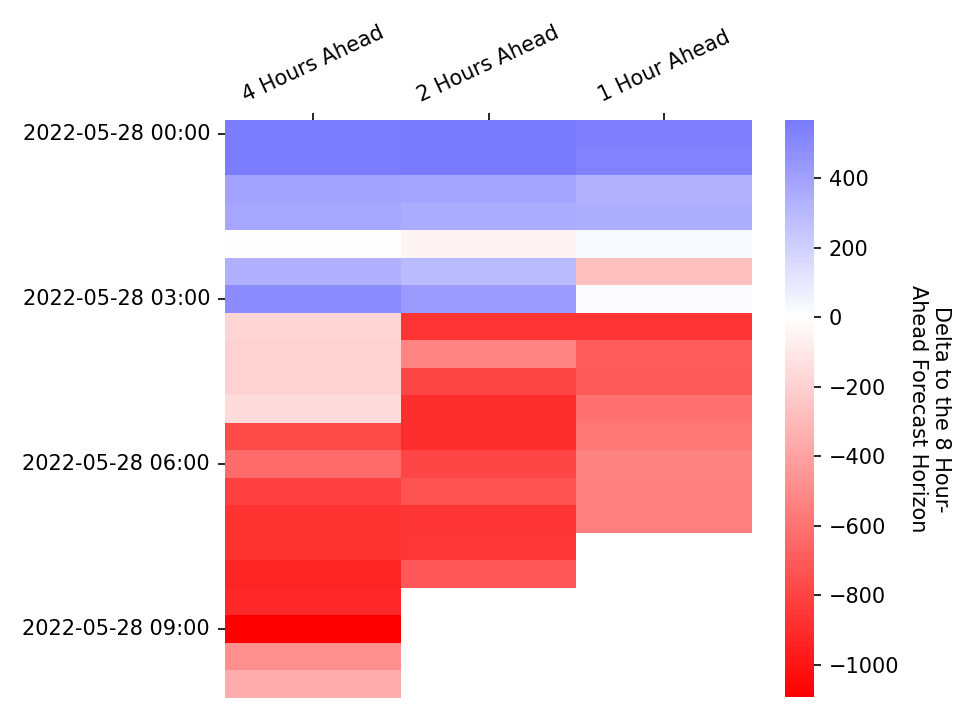 4 Hours Ahead
2 Hours Ahead
1 Hour Ahead
2022-05-28 00:00
2022-05-28 03:00
2022-05-28 06:00
2022-05-28 09:00
400
200
0
−200
−400
−600
−800
−1000
Delta to the 8 Hour-
Ahead Forecast Horizon